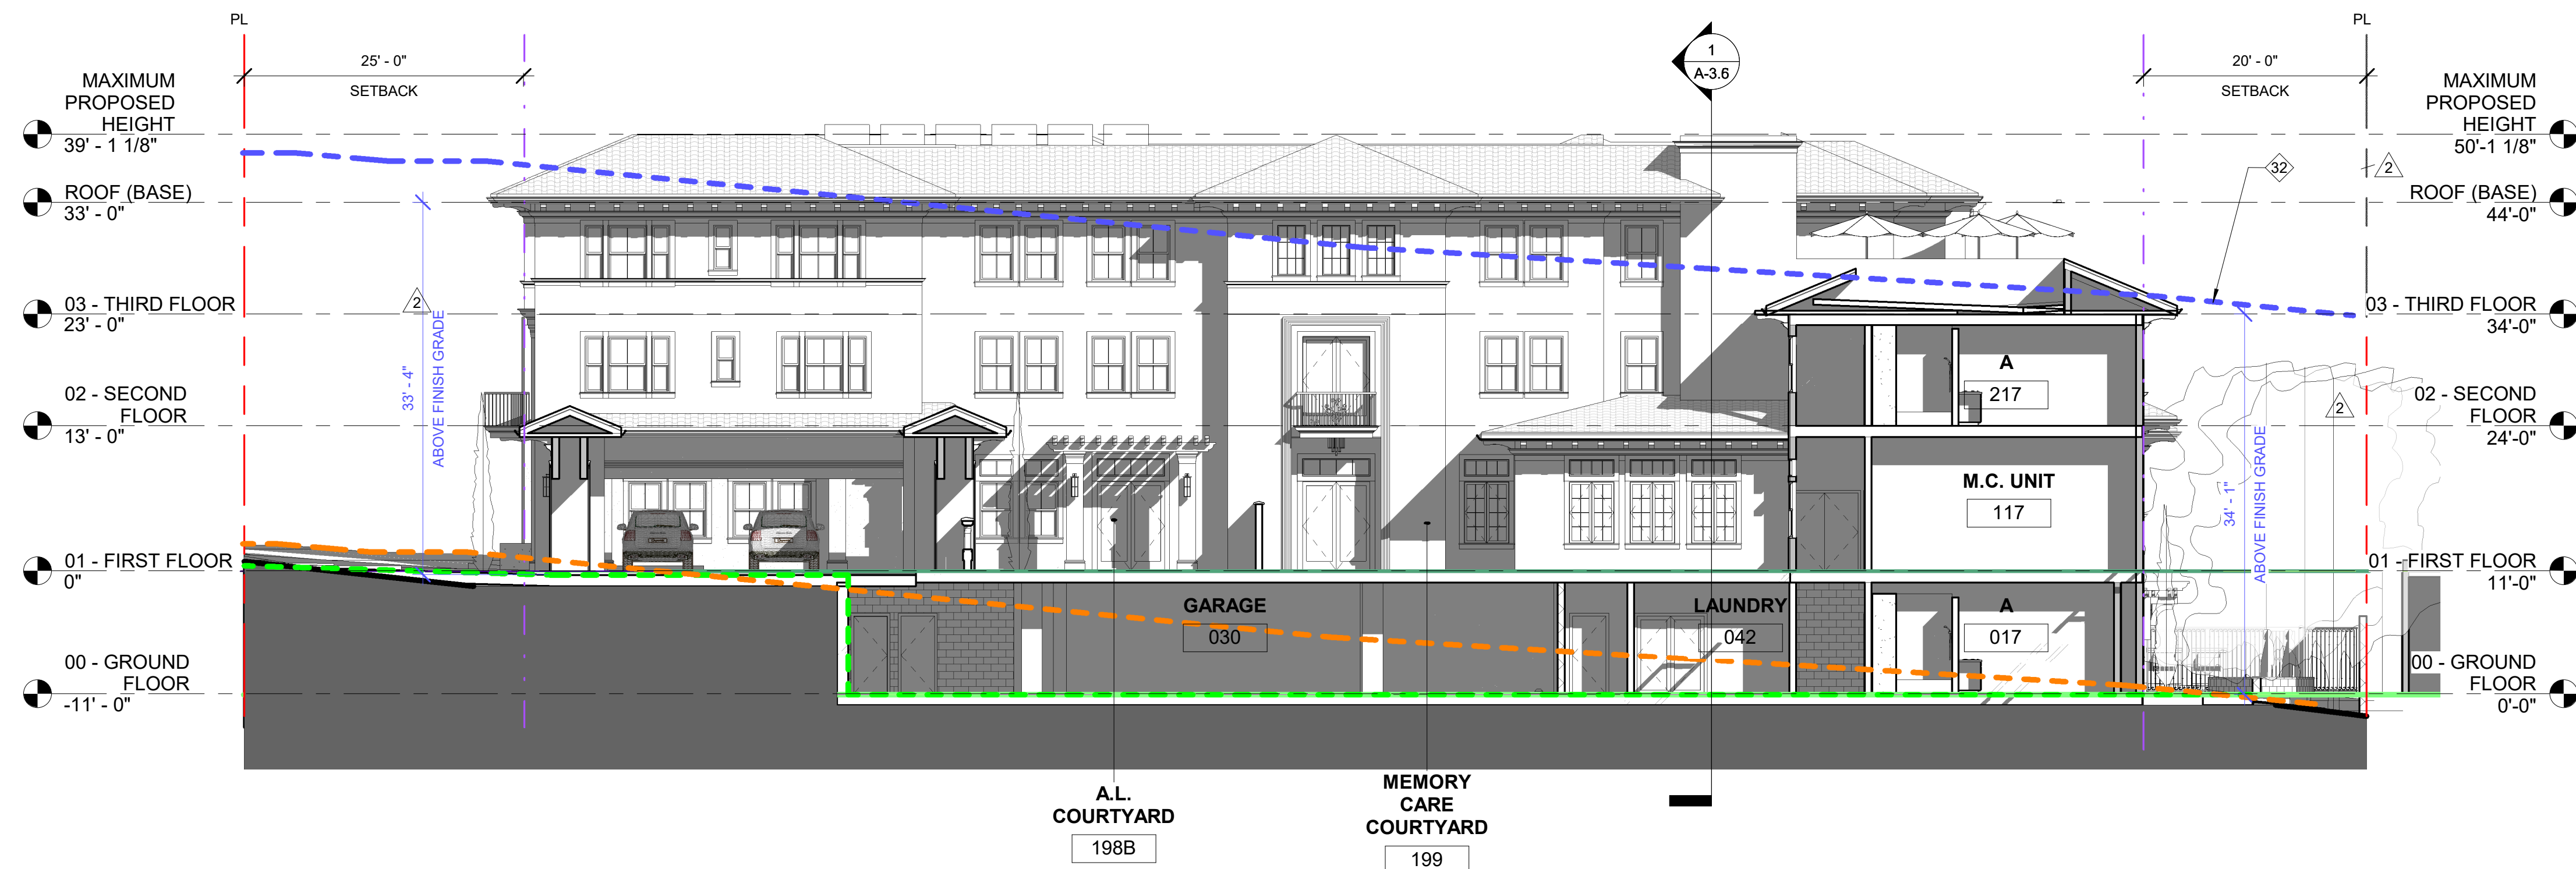 PL
PL
25' - 0"
SETBACK
1
A-3.6
20' - 0"
SETBACK
MAXIMUM
PROPOSED
HEIGHT
39' - 1 1/8"
MAXIMUM
PROPOSED
HEIGHT
50'-1 1/8"
32
2
ROOF (BASE)
33' - 0"
ROOF (BASE)
44'-0"
2
03 - THIRD FLOOR
23' - 0"
03 - THIRD FLOOR
34'-0"
33' - 4"
ABOVE FINISH GRADE
A
217
02 - SECOND
FLOOR
13' - 0"
2
02 - SECOND
FLOOR
24'-0"
M.C. UNIT
117
34' - 1"
ABOVE FINISH GRADE
01 - FIRST FLOOR
0"
01 - FIRST FLOOR
11'-0"
GARAGE
030
LAUNDRY
042
A
017
00 - GROUND
FLOOR
-11' - 0"
00 - GROUND
FLOOR
0'-0"
A.L.
COURTYARD
198B
MEMORY
CARE
COURTYARD
199